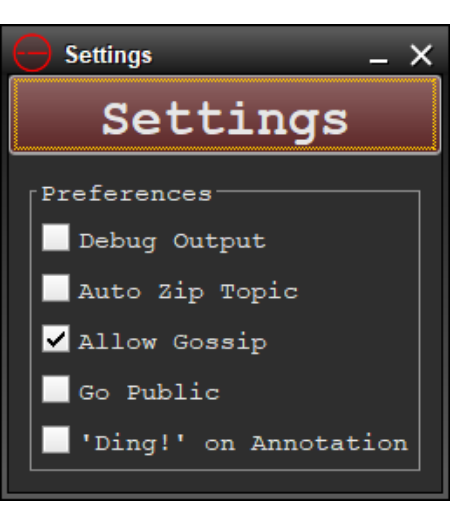 Settings
Settings
Preferences
Debug Output
Auto Zip Topic
Allow Gossip
Go Public
'Ding!' on Annotation